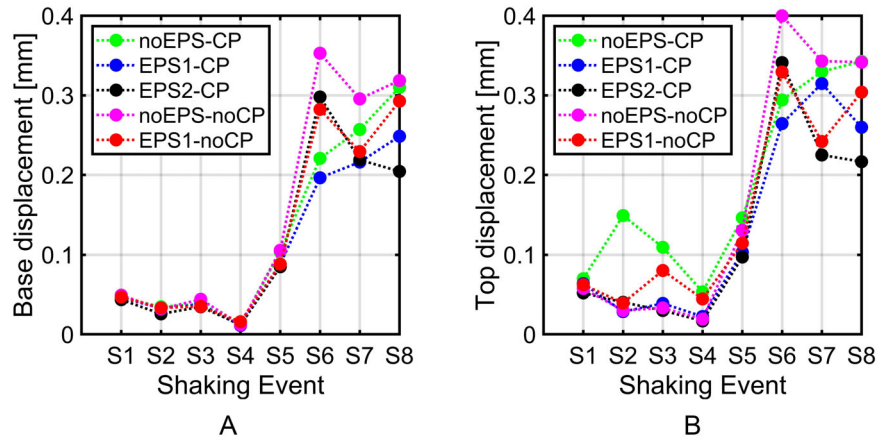 0.4
0.3
0.2
0.1
0
Base displacement [mm]
noEPS-CP
EPS1-CP
EPS2-CP
noEPS-noCP
EPS1-noCP
S1 S2 S3 S4 S5 S6 S7 S8
Shaking Event
A
0.4
0.3
0.2
0.1
0
Top displacement [mm]
noEPS-CP
EPS1-CP
EPS2-CP
noEPS-noCP
EPS1-noCP
S1 S2 S3 S4 S5 S6 S7 S8
Shaking Event
B